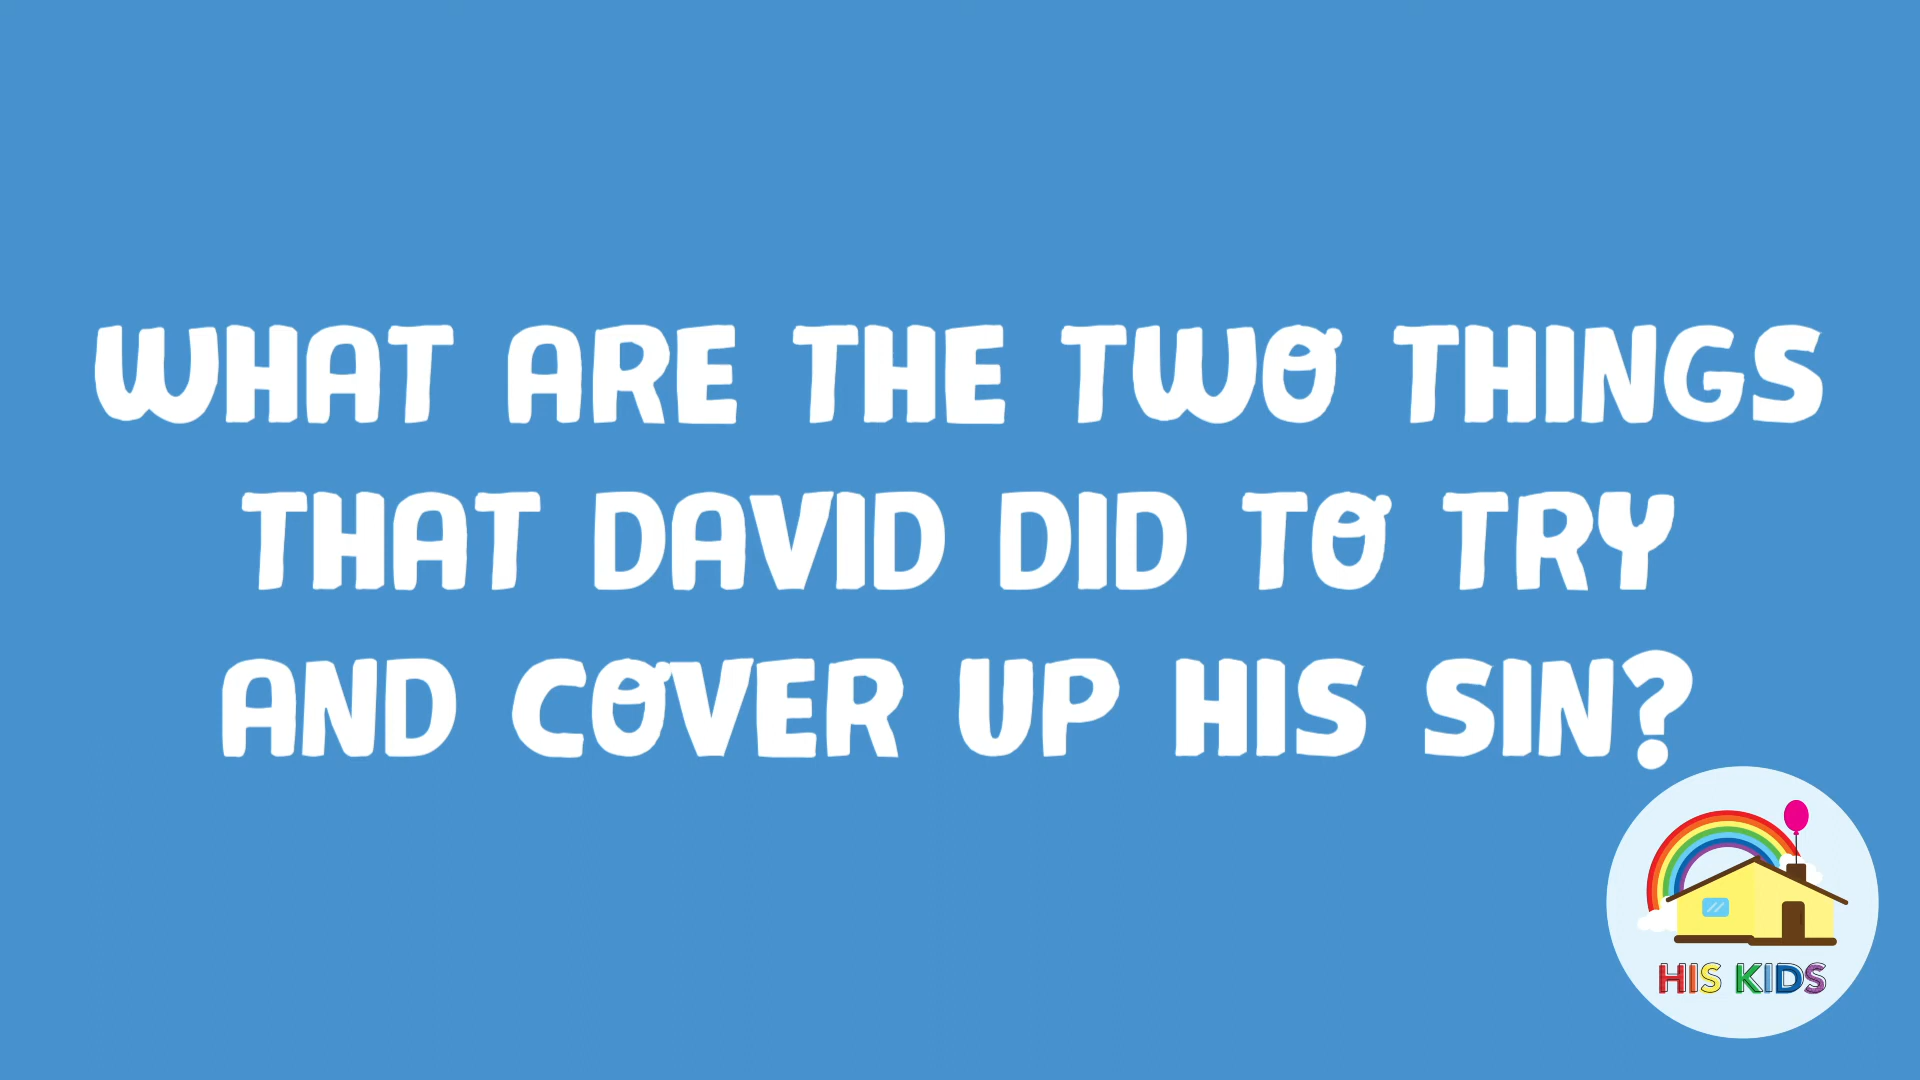 WHAT ARE THE TWO THINGS
THAT DAVID DID TO TRY
AND COVER UP HIS SIN?
HIS KIDS